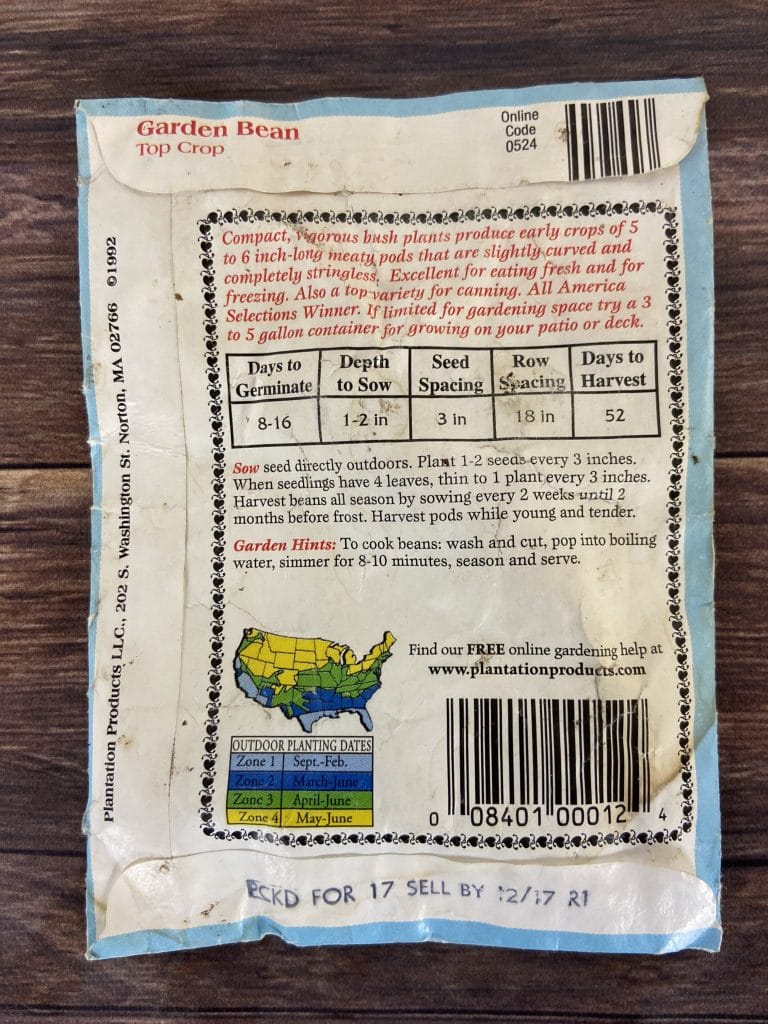 Garden Bean
Top Crop
Online
Code
0524
Plantation Products LLC., 202 S. Washington St. Norton, MA 02766 ©1992
Compact, vigorous bush plants produce early crops of 5
to 6 inch-long meaty pods that are slightly curved and
completely stringless. Excellent for eating fresh and for
freezing. Also a top variety for canning. All America
Selections Winner. If limited for gardening space try a 3
to 5 gallon container for growing on your patio or deck.
Days to Germinate
Depth to Sow
Seed Spacing
Row Spacing
Days to Harvest
8-16
1-2 in
3 in
18 in
52
Sow seed directly outdoors. Plant 1-2 seeds every 3 inches.
When seedlings have 4 leaves, thin to 1 plant every 3 inches.
Harvest beans all season by sowing every 2 weeks until 2
months before frost. Harvest pods while young and tender.
Garden Hints: To cook beans: wash and cut, pop into boiling
water, simmer for 8-10 minutes, season and serve.
Find our FREE online gardening help at
www.plantationproducts.com
OUTDOOR PLANTING DATES
Zone 1 Sept.-Feb.
Zone 2 March-June
Zone 3 April-June
Zone 4 May-June
0 08401 00012 4
PCKD FOR 17 SELL BY 12/17 R1